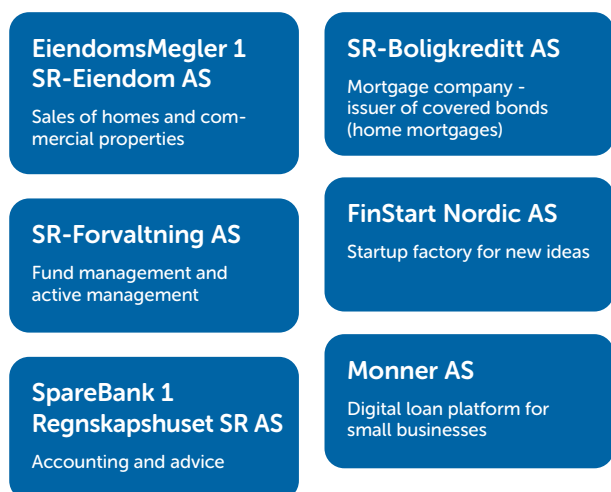 EiendomsMegler 1
SR-Eiendom AS
Sales of homes and com-
mercial properties
SR-Forvaltning AS
Fund management and
active management
SpareBank 1
Regnskapshuset SR AS
Accounting and advice
SR-Boligkreditt AS
Mortgage company -
issuer of covered bonds
(home mortgages)
FinStart Nordic AS
Startup factory for new ideas
Monner AS
Digital loan platform for
small businesses